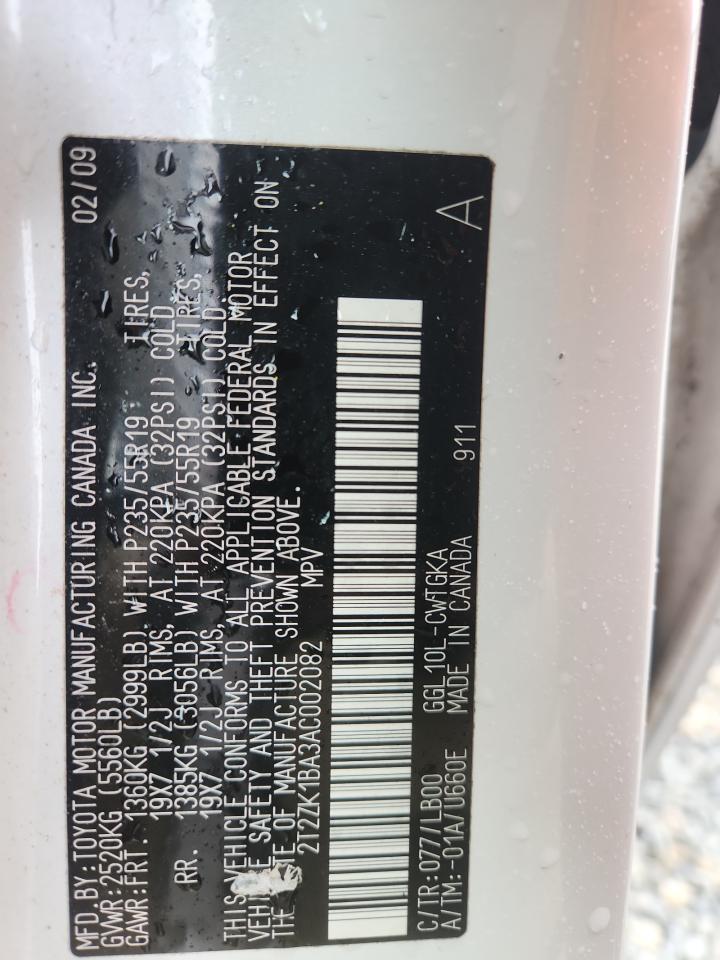 MFD.BY:TOYOTA MOTOR MANUFACTURING CANADA INC. 02/09
GVWR:2520KG (5560LB)
GAWR:FRT. 1360KG (2999LB) WITH P235/55R19 TIRES,
19X7 1/2J RIMS, AT 220KPA (32PSI) COLD.
RR. 1385KG (3056LB) WITH P235/55R19 TIRES,
19X7 1/2J RIMS, AT 220KPA (32PSI) COLD.
THIS VEHICLE CONFORMS TO ALL APPLICABLE FEDERAL MOTOR
VEHICLE SAFETY AND THEFT PREVENTION STANDARDS IN EFFECT ON
THE DATE OF MANUFACTURE SHOWN ABOVE.
2T2ZK1BA3AC002082 MPV
C/TR:077/LB00 GGL10L-CWTGKA A
A/TM:-01A/U660E MADE IN CANADA 911